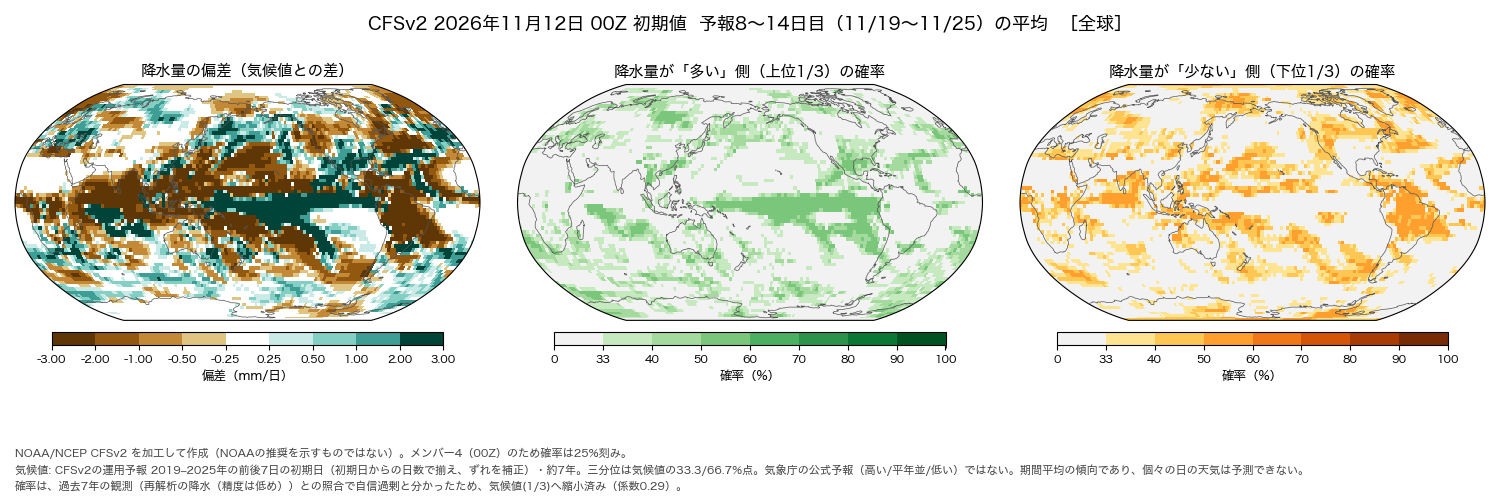 CFSv2 2026年11月12日 00Z 初期値 予報8〜14日目（11/19〜11/25）の平均 ［全球］
降水量の偏差（気候値との差）
降水量が「多い」側（上位1/3）の確率
降水量が「少ない」側（下位1/3）の確率
-3.00 -2.00 -1.00 -0.50 -0.25 0.25 0.50 1.00 2.00 3.00
偏差（mm/日）
0 33 40 50 60 70 80 90 100
確率（%）
0 33 40 50 60 70 80 90 100
確率（%）
NOAA/NCEP CFSv2 を加工して作成（NOAAの推奨を示すものではない）。メンバー4（00Z）のため確率は25%刻み。
気候値: CFSv2の運用予報 2019–2025年の前後7日の初期日（初期日からの日数で揃え、ずれを補正）・約7年。三分位は気候値の33.3/66.7%点。気象庁の公式予報（高い/平年並/低い）ではない。期間平均の傾向であり、個々の日の天気は予測できない。
確率は、過去7年の観測（再解析の降水（精度は低め））との照合で自信過剰と分かったため、気候値(1/3)へ縮小済み（係数0.29）。